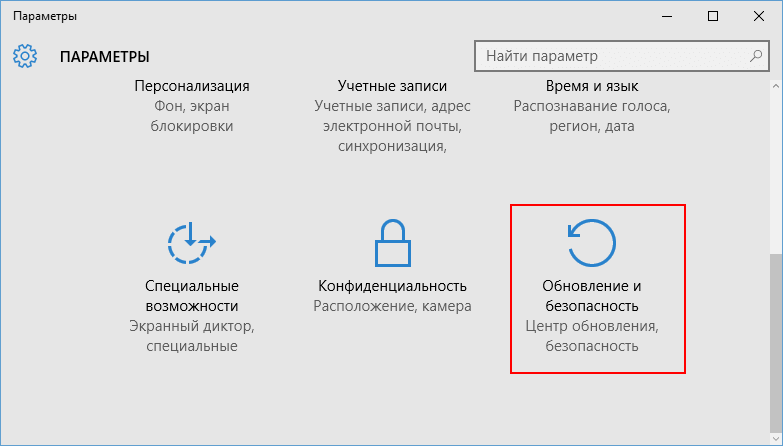 Параметры
ПАРАМЕТРЫ
Найти параметр
Персонализация
Фон, экран
блокировки
Учетные записи
Учетные записи, адрес
электронной почты,
синхронизация,
Время и язык
Распознавание голоса,
регион, дата
Специальные
возможности
Экранный диктор,
специальные
Конфиденциальность
Расположение, камера
Обновление и
безопасность
Центр обновления,
безопасность